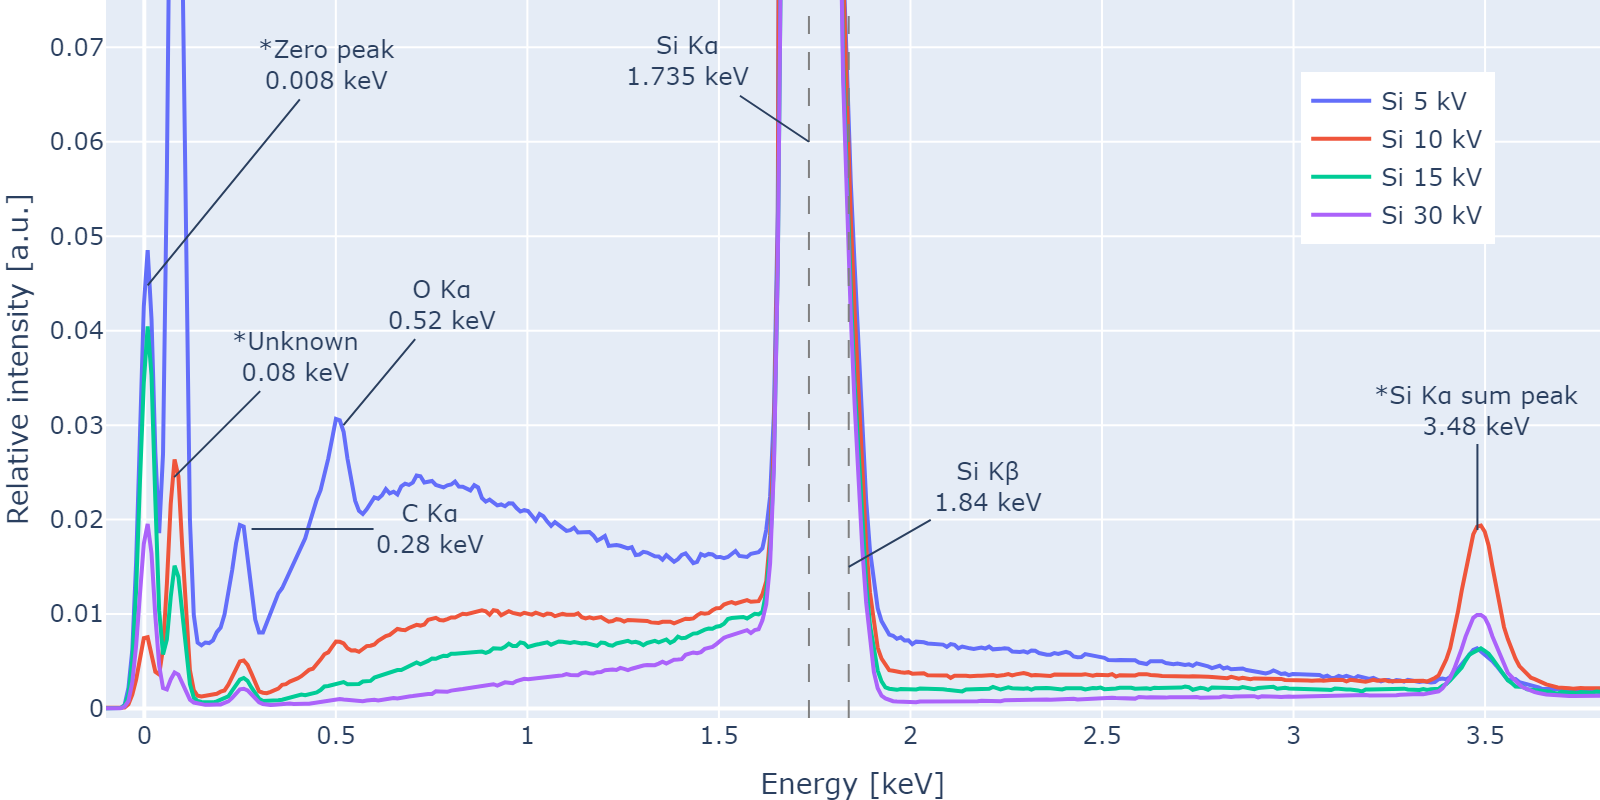 Relative intensity [a.u.]
0.07
0.06
0.05
0.04
0.03
0.02
0.01
0
*Zero peak
0.008 keV
*Unknown
0.08 keV
O Kα
0.52 keV
C Kα
0.28 keV
Si Kα
1.735 keV
Si Kβ
1.84 keV
*Si Kα sum peak
3.48 keV
Si 5 kV
Si 10 kV
Si 15 kV
Si 30 kV
0
0.5
1
1.5
2
2.5
3
3.5
Energy [keV]